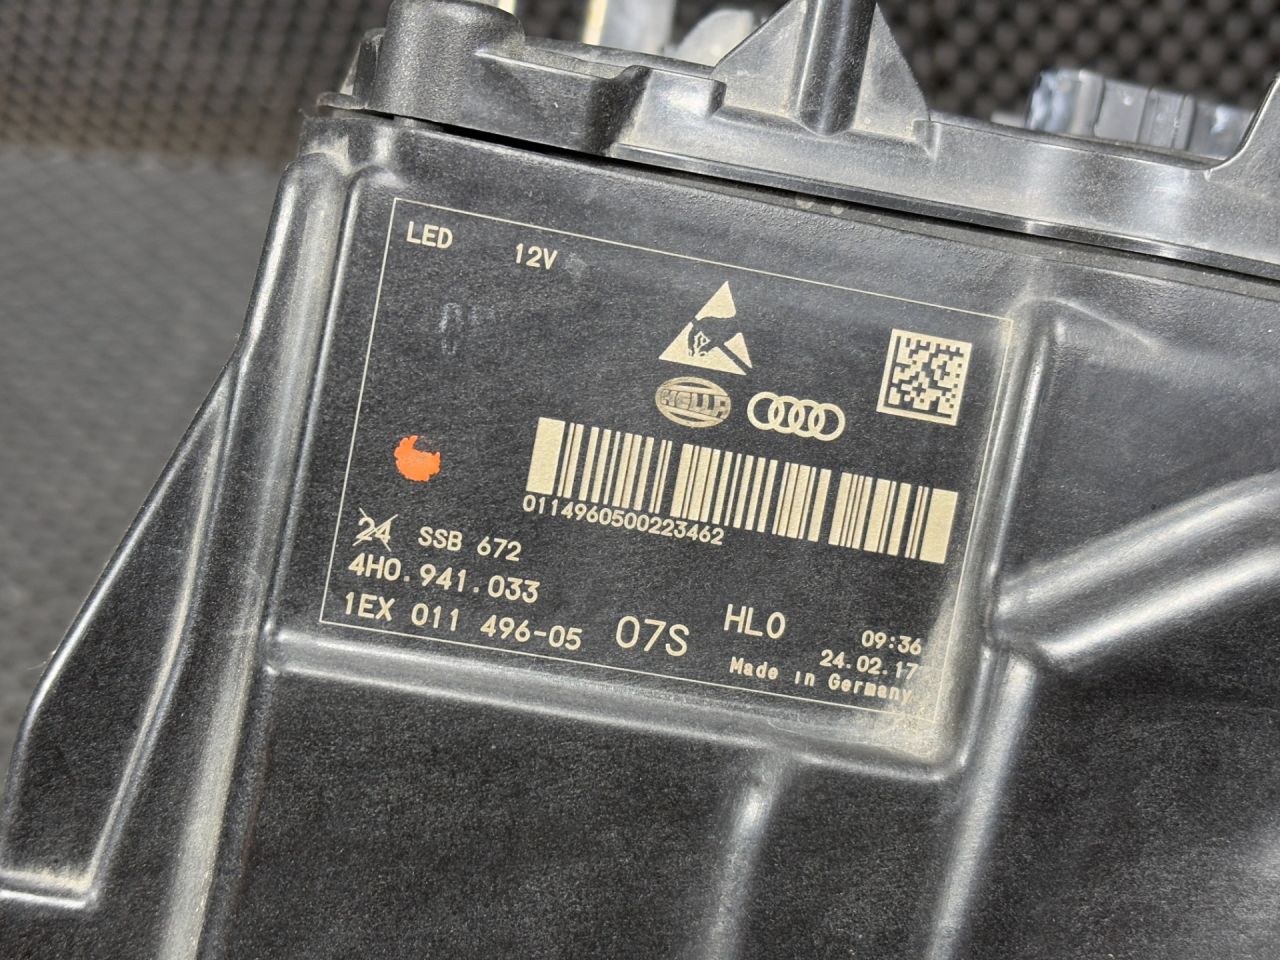 LED 12V
HELLA
0114960500223462
24 SSB 672
4H0.941.033
1EX 011 496-05 07S HL0
09:36
24.02.17
Made in Germany